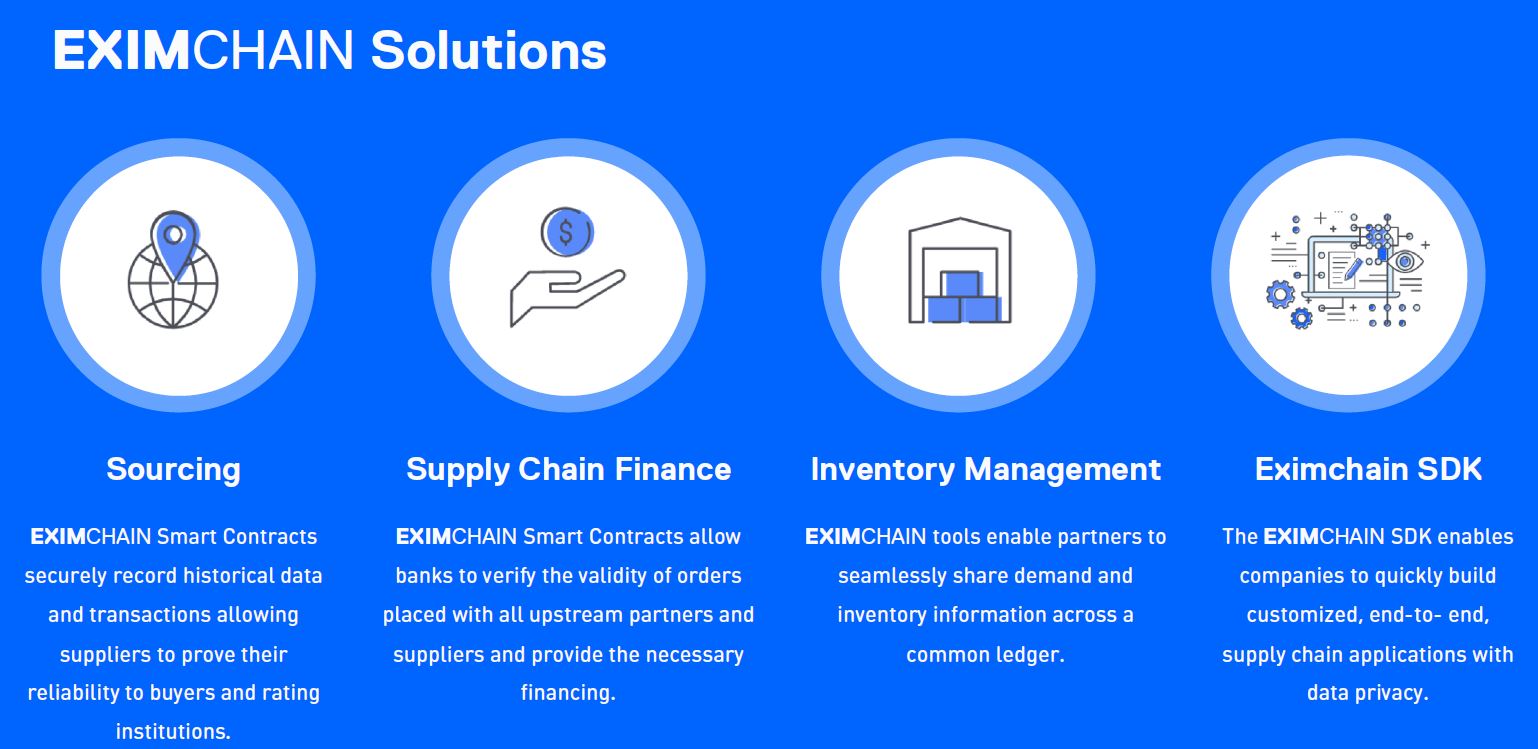 EXIMCHAIN Solutions
$
Sourcing
EXIMCHAIN Smart Contracts
securely record historical data
and transactions allowing
suppliers to prove their
reliability to buyers and rating
institutions.
Supply Chain Finance
EXIMCHAIN Smart Contracts allow
banks to verify the validity of orders
placed with all upstream partners and
suppliers and provide the necessary
financing.
Inventory Management
EXIMCHAIN tools enable partners to
seamlessly share demand and
inventory information across a
common ledger.
Eximchain SDK
The EXIMCHAIN SDK enables
companies to quickly build
customized, end-to- end,
supply chain applications with
data privacy.